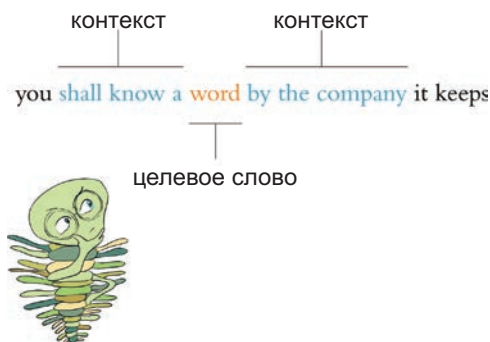 контекст контекст
you shall know a word by the company it keeps
целевое слово